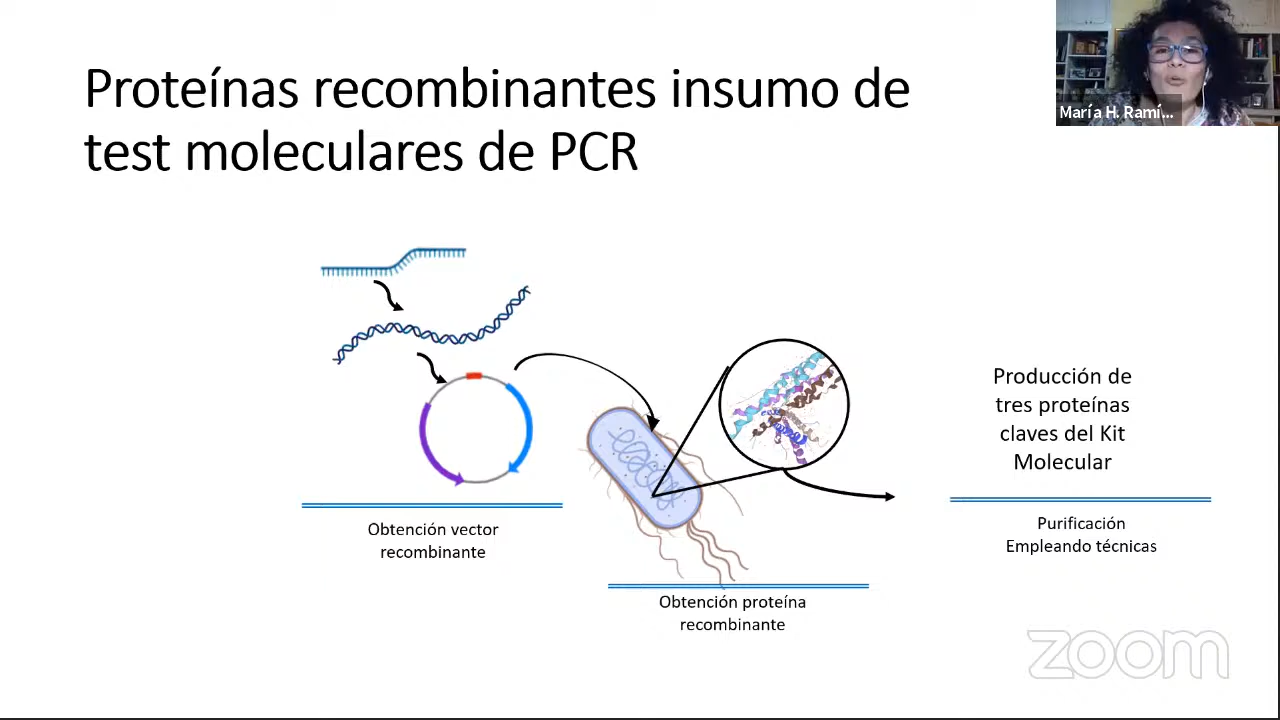 Proteínas recombinantes insumo de
test moleculares de PCR
María H. Ramí...
Producción de
tres proteínas
claves del Kit
Molecular
Obtención vector
recombinante
Purificación
Empleando técnicas
Obtención proteína
recombinante
zoom